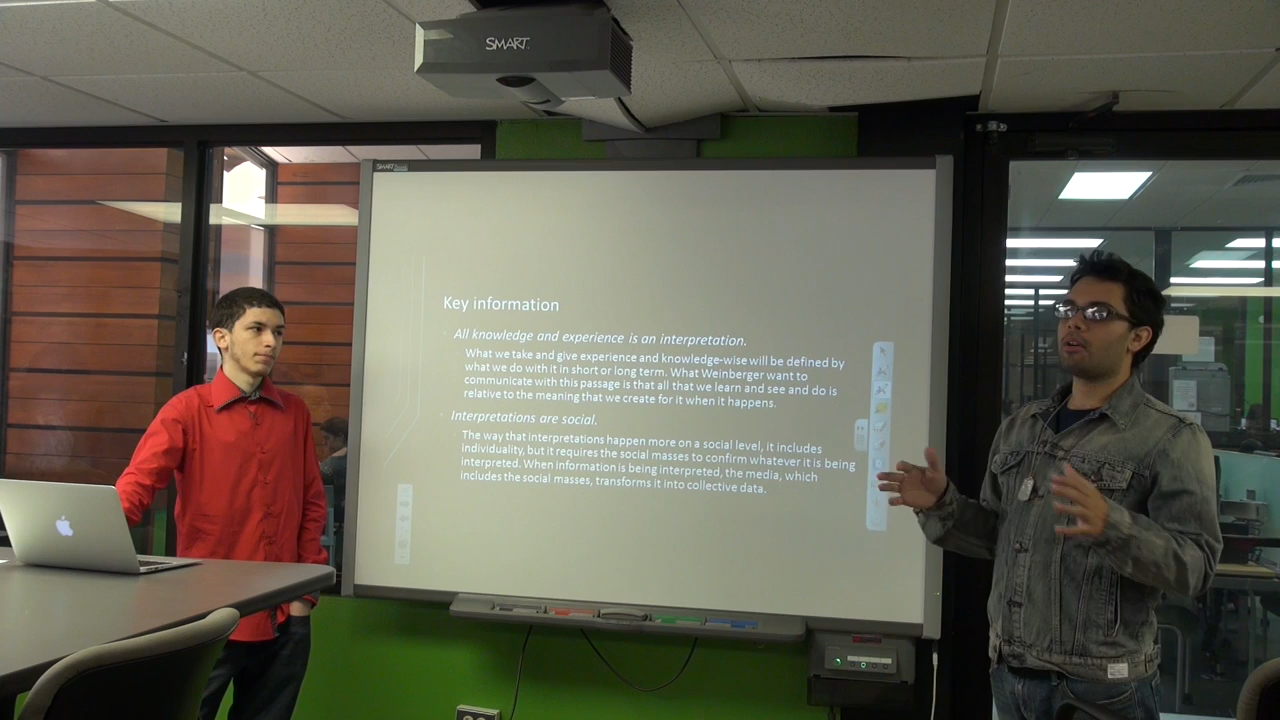 SMART
SMART
Key information
All knowledge and experience is an interpretation.
What we take and give experience and knowledge-wise will be defined by
what we do with it in short or long term. What Weinberger want to
communicate with this passage is that all that we learn and see and do is
relative to the meaning that we create for it when it happens.
Interpretations are social.
The way that interpretations happen more on a social level, it includes
individuality, but it requires the social masses to confirm whatever it is being
interpreted. When information is being interpreted, the media, which
includes the social masses, transforms it into collective data.